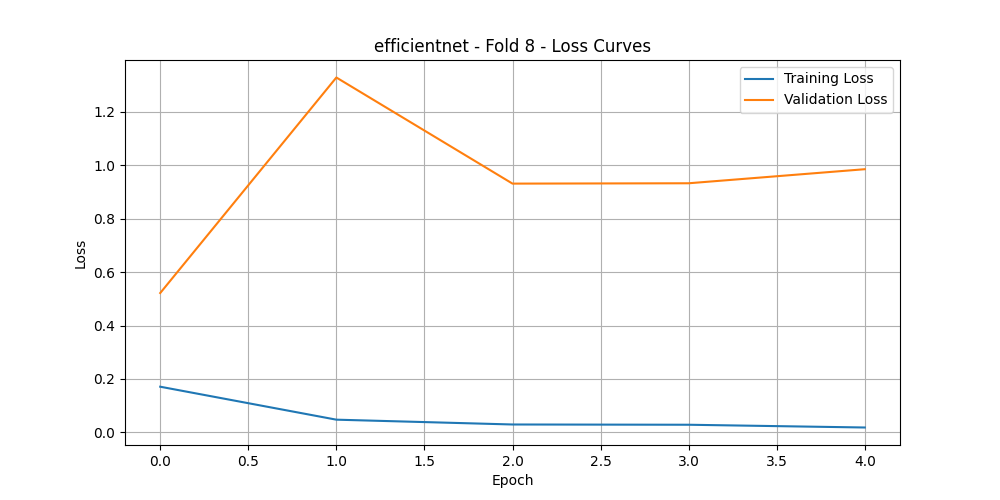 efficientnet - Fold 8 - Loss Curves
Training Loss
Validation Loss
Loss
1.2
1.0
0.8
0.6
0.4
0.2
0.0
0.0 0.5 1.0 1.5 2.0 2.5 3.0 3.5 4.0
Epoch